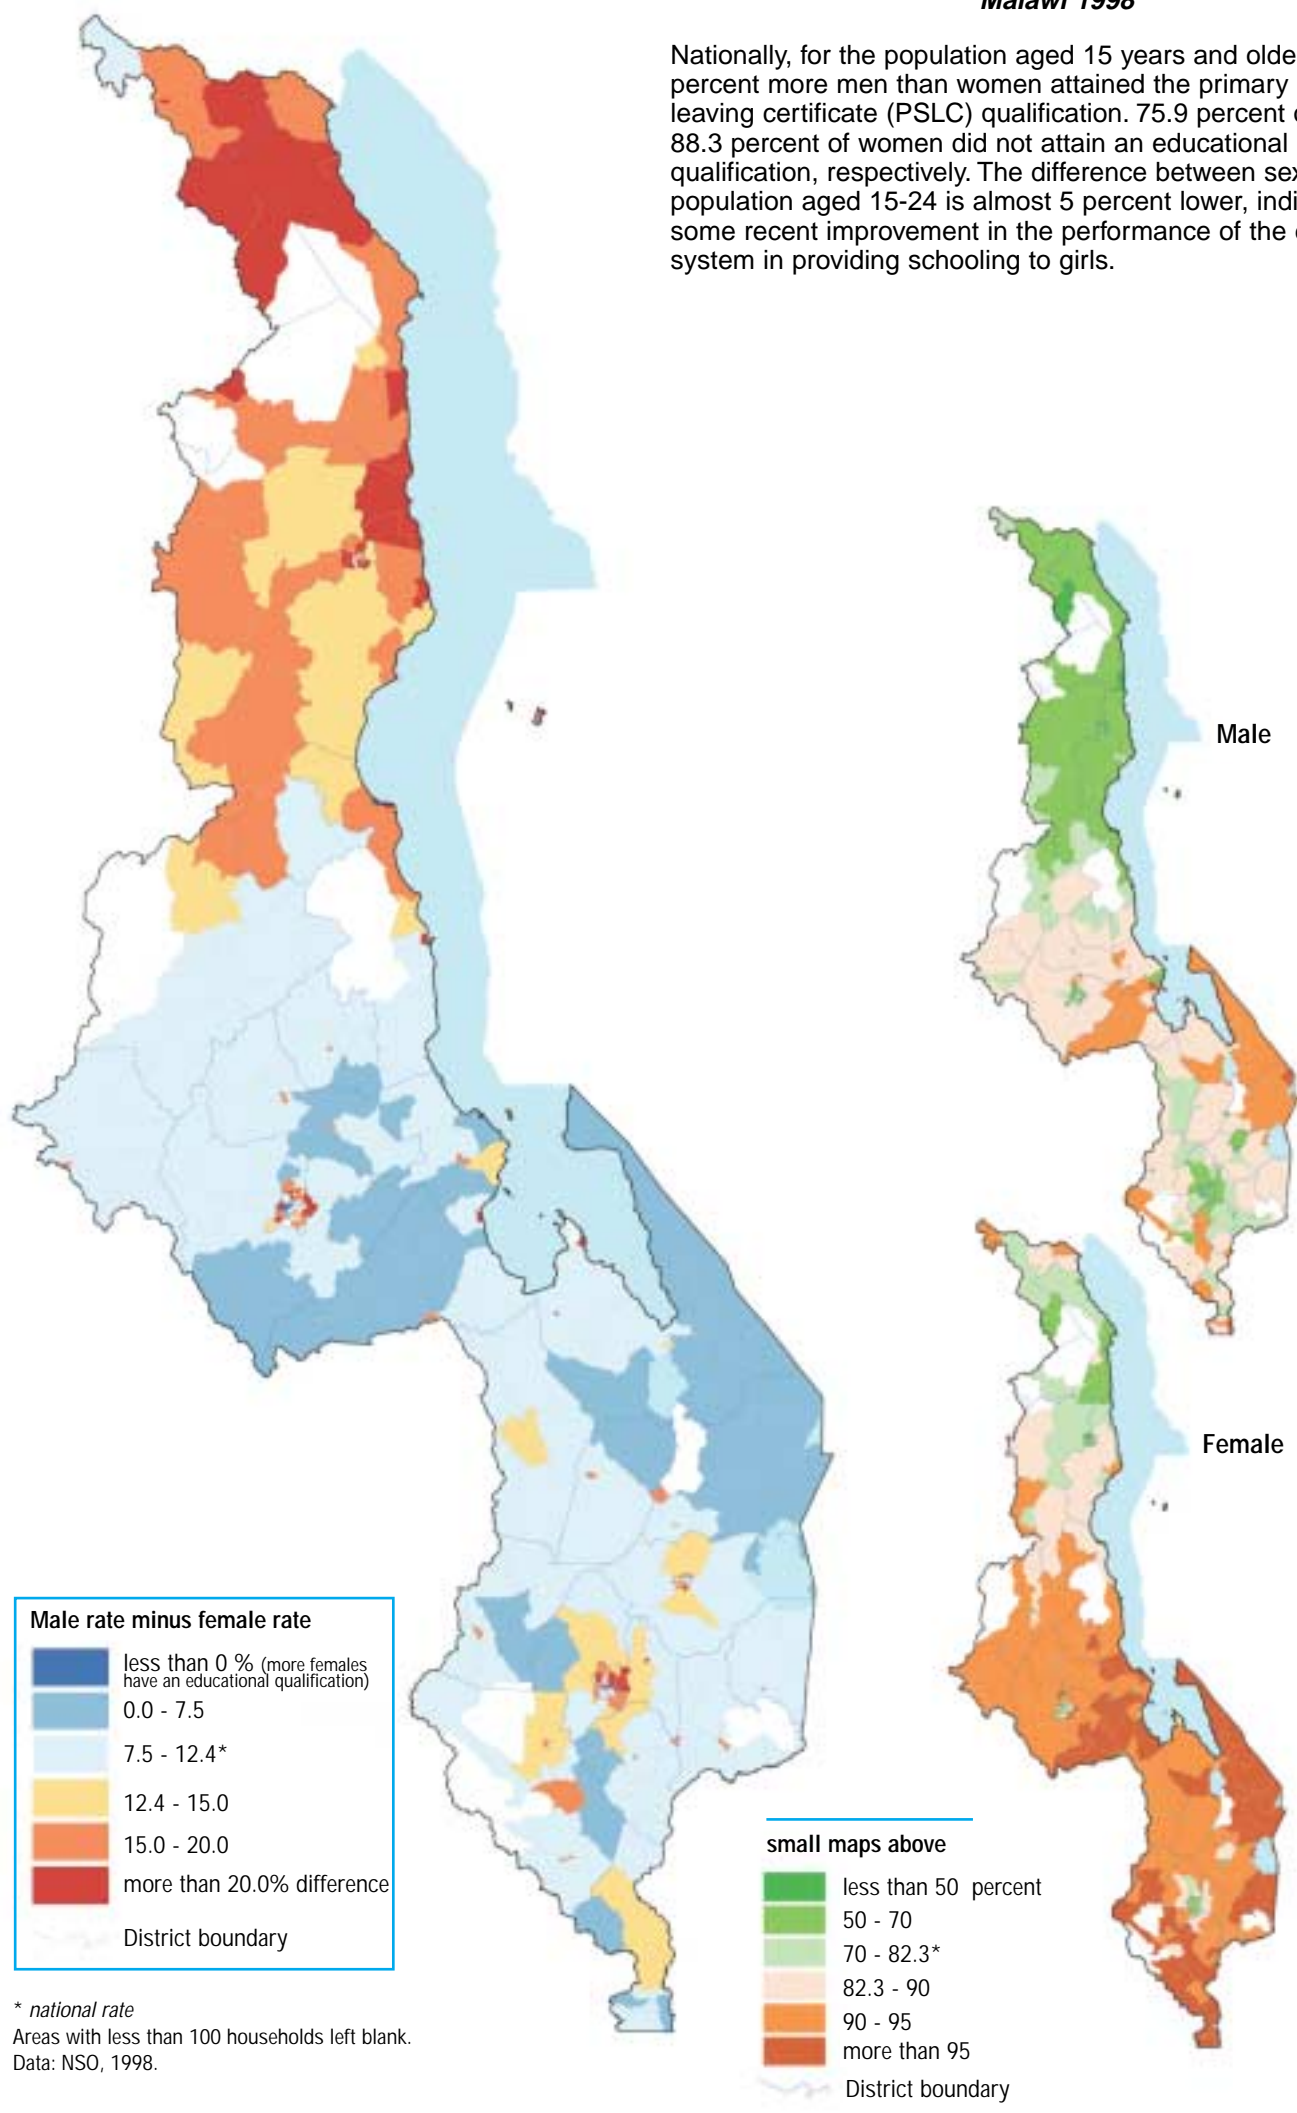 Malawi 1998
Nationally, for the population aged 15 years and olde
percent more men than women attained the primary
leaving certificate (PSLC) qualification. 75.9 percent
88.3 percent of women did not attain an educational
qualification, respectively. The difference between sex
population aged 15-24 is almost 5 percent lower, indi
some recent improvement in the performance of the
system in providing schooling to girls.
Male
Female
Male rate minus female rate
less than 0 % (more females
have an educational qualification)
0.0 - 7.5
7.5 - 12.4*
12.4 - 15.0
15.0 - 20.0
more than 20.0% difference
District boundary
* national rate
Areas with less than 100 households left blank.
Data: NSO, 1998.
small maps above
less than 50 percent
50 - 70
70 - 82.3*
82.3 - 90
90 - 95
more than 95
District boundary